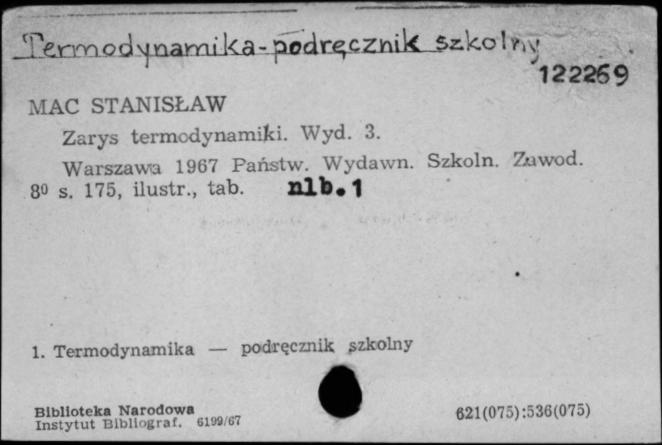 Termodynamika-podręcznik szkolny
122269
MAC STANISŁAW
Zarys termodynamiki. Wyd. 3.
Warszawa 1967 Państw. Wydawn. Szkoln. Zawod.
8⁰ s. 175, ilustr., tab. nlb.1
1. Termodynamika — podręcznik szkolny
Biblioteka Narodowa
Instytut Bibliograf. 6199/67
621(075):536(075)